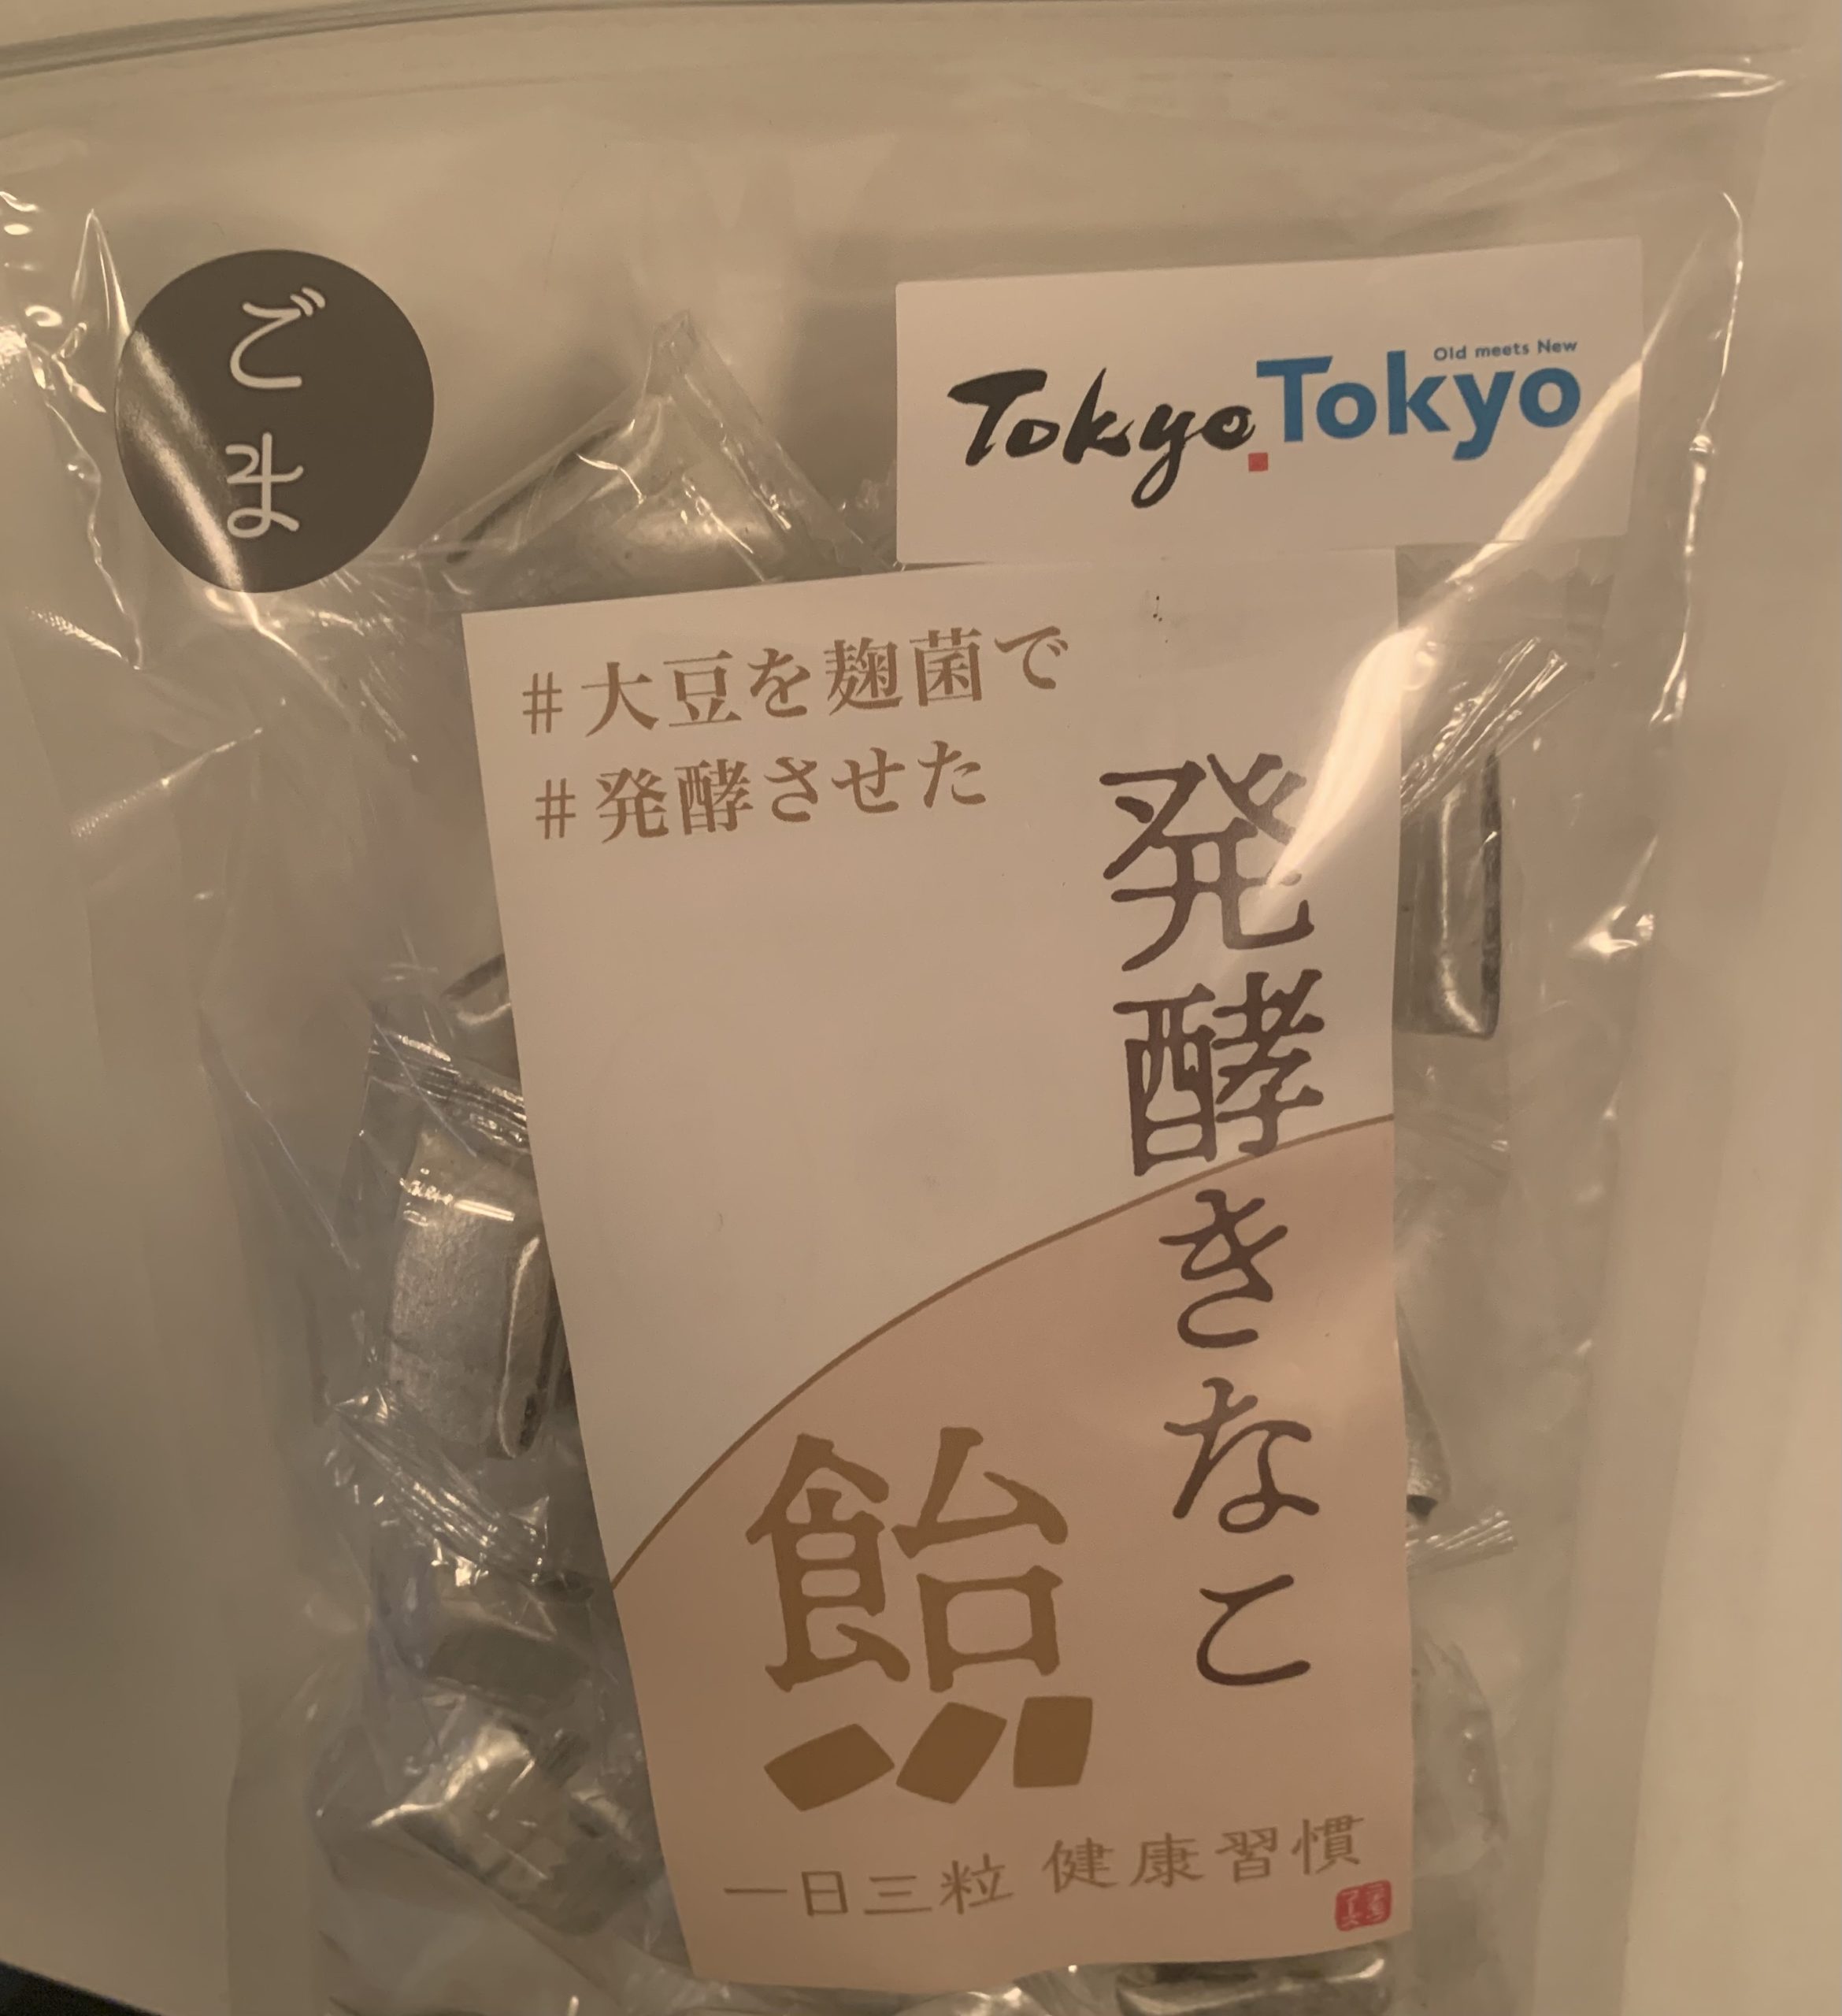 ごま
Old meets New
Tokyo Tokyo
#大豆を麹菌で
#発酵させた
発酵きなこ
飴
一日三粒 健康習慣